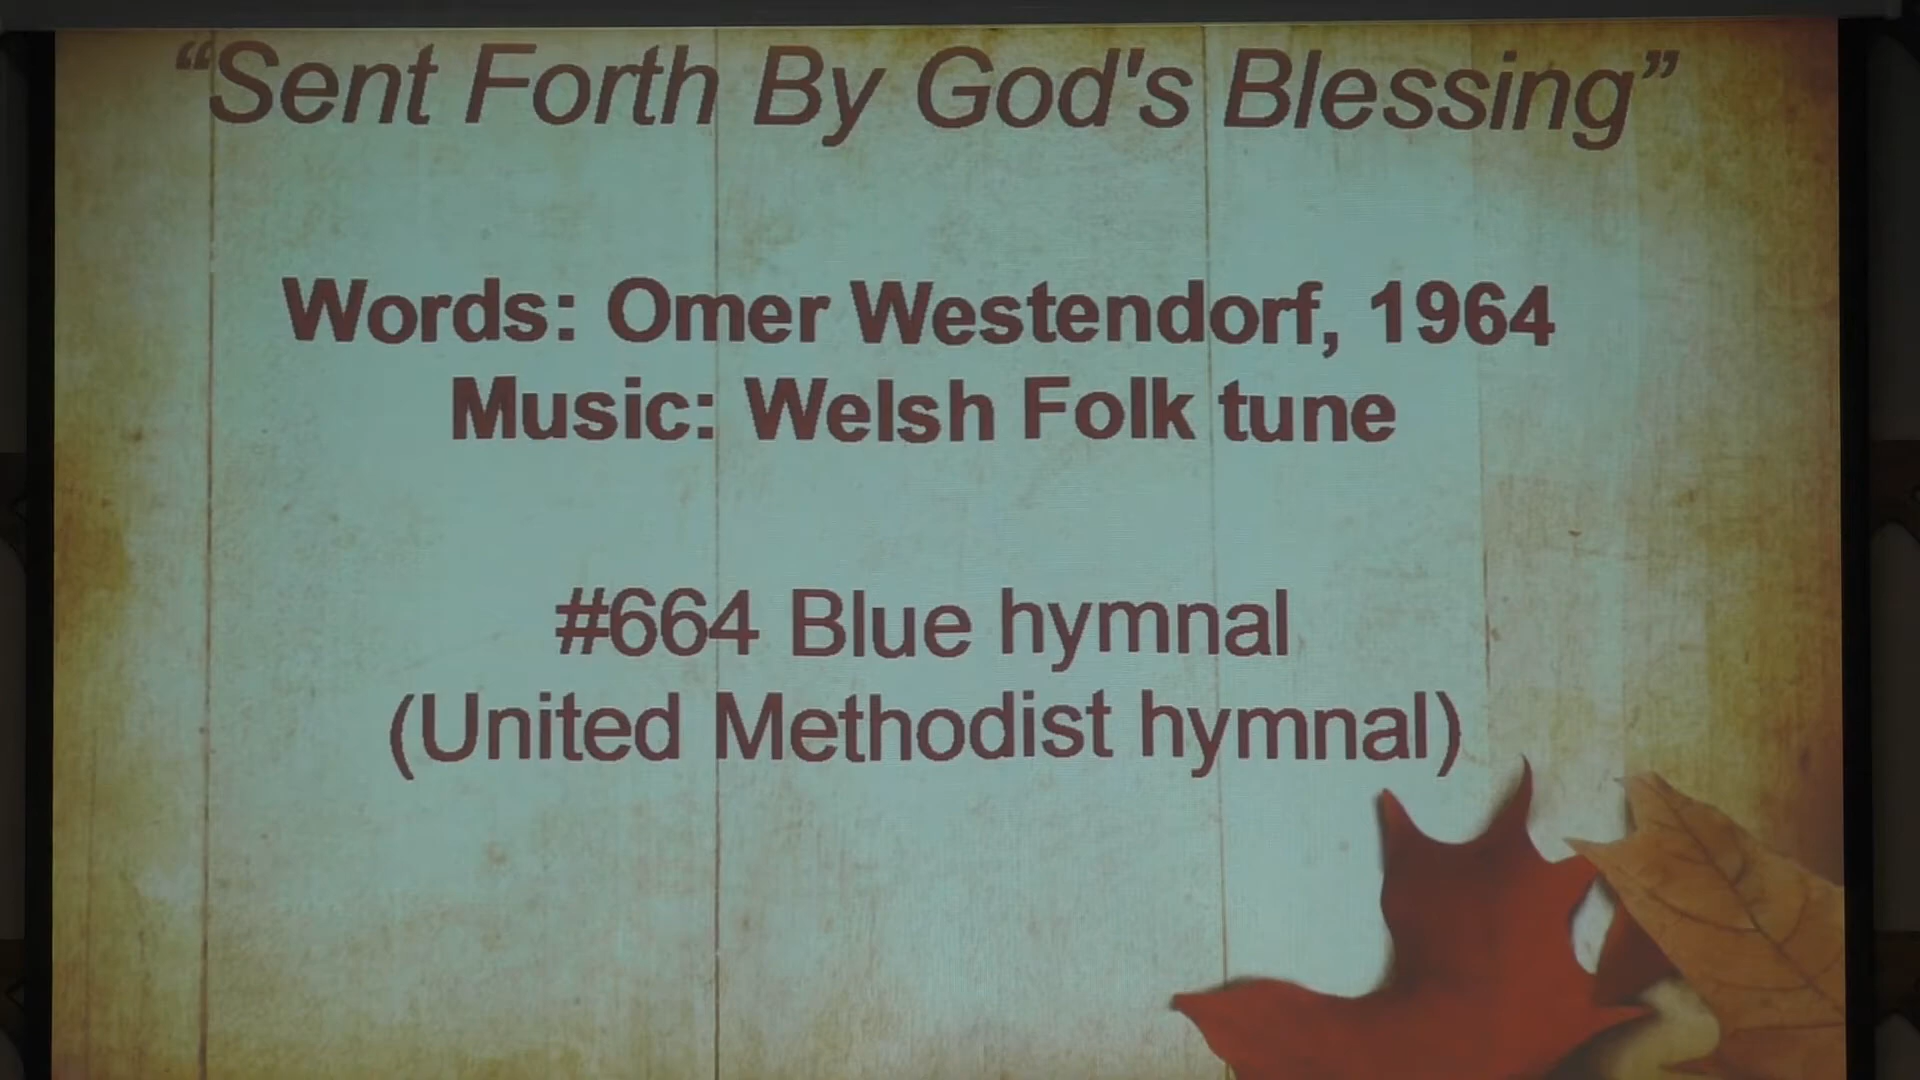 “Sent Forth By God's Blessing”
Words: Omer Westendorf, 1964
Music: Welsh Folk tune
#664 Blue hymnal
(United Methodist hymnal)